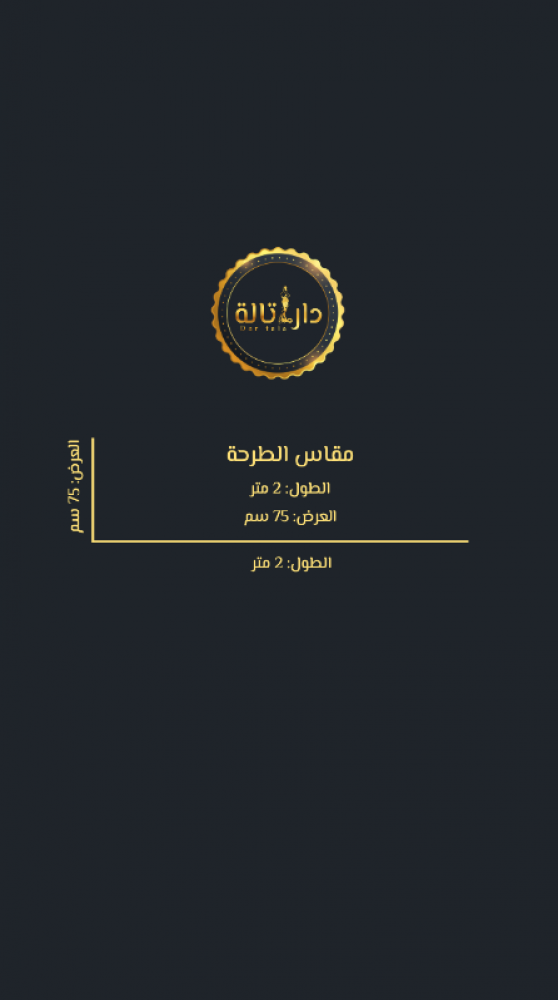 دار تالة
Dar tala
مقاس الطرحة
الطول: 2 متر
العرض: 75 سم
العرض: 75 سم
الطول: 2 متر